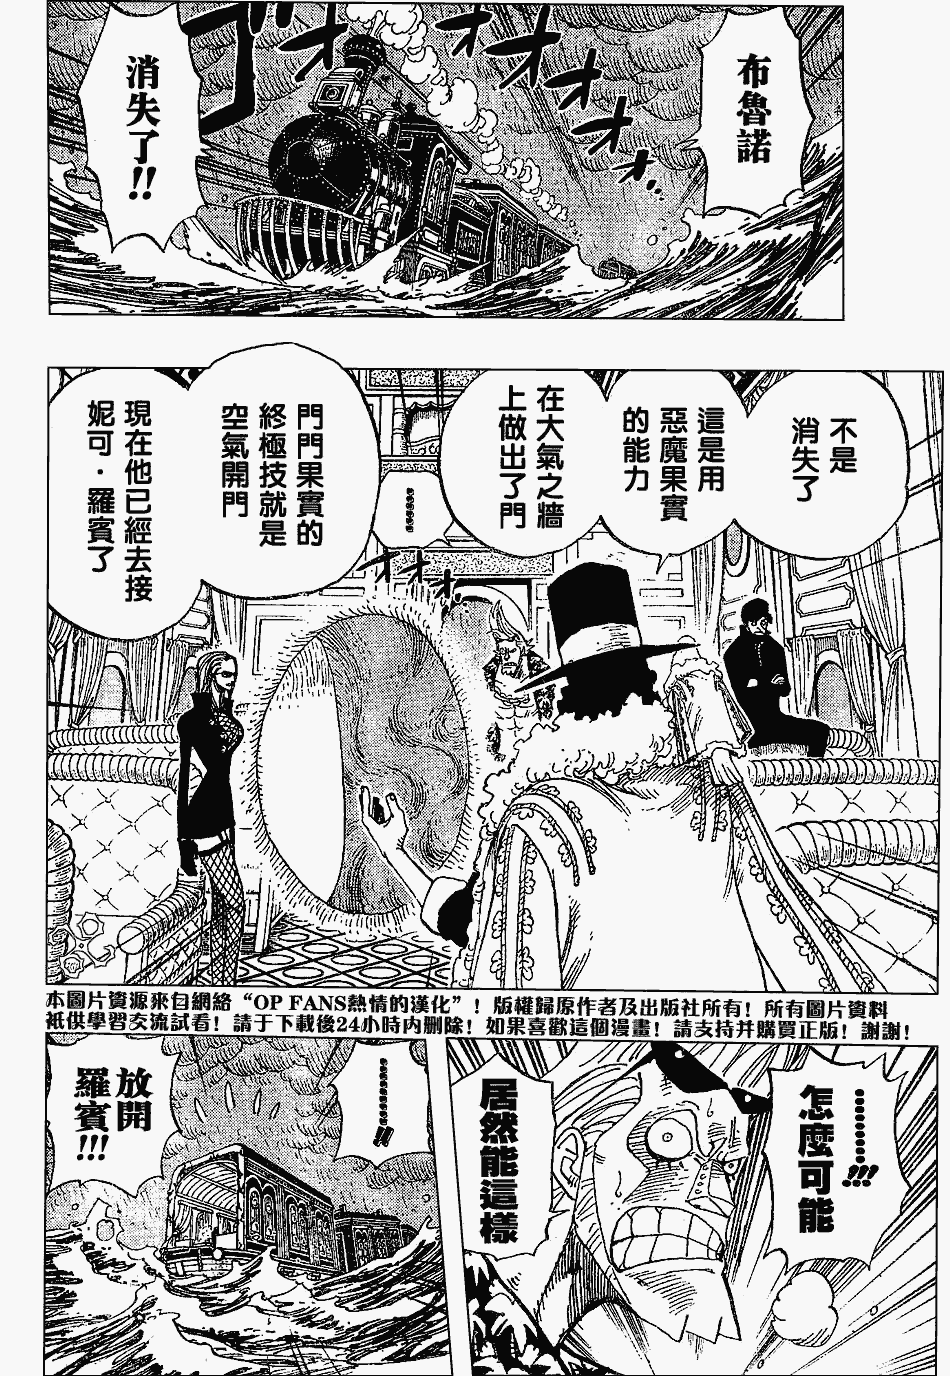 布魯諾
消失了!!
ゴオオオオオ…
不是
消失了
這是用
惡魔果實
的能力
在大氣之牆
上做出了門
…………
門門果實的
終極技就是
空氣開門
現在他已經去接
妮可·羅賓了
オオオ…
本圖片資源來自網絡“OP FANS熱情的漢化”！版權歸原作者及出版社所有！所有圖片資料
衹供學習交流試看！請于下載後24小時内刪除！如果喜歡這個漫畫！請支持并購買正版！謝謝！
…………!!!
怎麼可能
居然能這樣
…………!!
放開
羅賓!!!